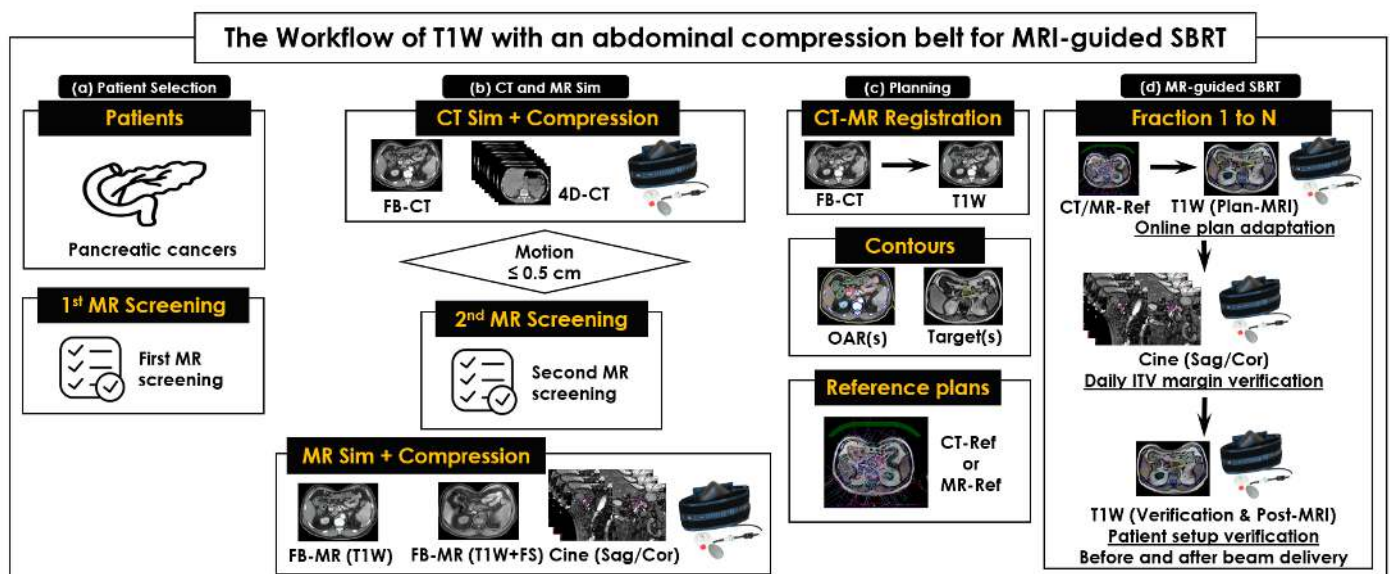 The Workflow of T1W with an abdominal compression belt for MRI-guided SBRT
(a) Patient Selection
Patients
Pancreatic cancers
1st MR Screening
First MR
screening
(b) CT and MR Sim
CT Sim + Compression
FB-CT
4D-CT
Motion
≤ 0.5 cm
2nd MR Screening
Second MR
screening
MR Sim + Compression
FB-MR (T1W)
FB-MR (T1W+FS)
Cine (Sag/Cor)
(c) Planning
CT-MR Registration
FB-CT
T1W
Contours
OAR(s)
Target(s)
Reference plans
CT-Ref
or
MR-Ref
(d) MR-guided SBRT
Fraction 1 to N
CT/MR-Ref
T1W (Plan-MRI)
Online plan adaptation
Cine (Sag/Cor)
Daily ITV margin verification
T1W (Verification & Post-MRI)
Patient setup verification
Before and after beam delivery